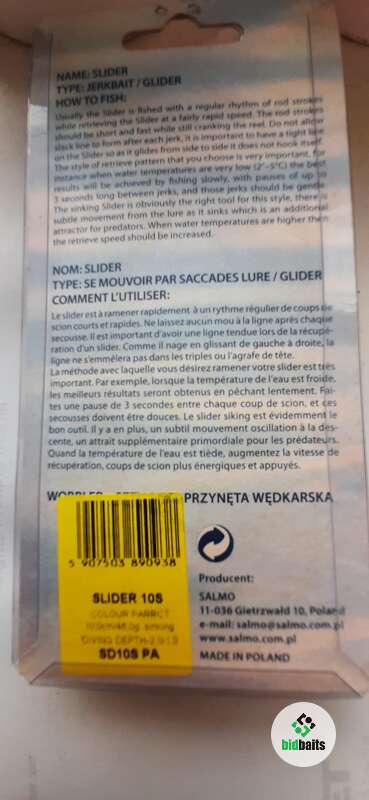 NAME: SLIDER
TYPE: JERKBAIT / GLIDER
HOW TO FISH:
Usually the Slider is fished with a regular rhythm of rod strokes
while retrieving the Slider at a fairly rapid speed. The rod strokes
should be short and fast while still cranking the reel. Do not allow
slack line to form after each jerk, it is important to have a tight line
on the Slider so as it glides from side to side it does not hook itself.
The style of retrieve pattern that you choose is very important, for
instance when water temperatures are very low (2°-5°C) the best
results will be achieved by fishing slowly, with pauses of up to
3 seconds long between jerks, and those jerks should be gentle.
The sinking Slider is obviously the right tool for this style, there is
subtle movement from the lure as it sinks which is an additional
attractor for predators. When water temperatures are higher then
the retrieve speed should be increased.
NOM: SLIDER
TYPE: SE MOUVOIR PAR SACCADES LURE / GLIDER
COMMENT L'UTILISER:
Le slider est à ramener rapidement à un rythme régulier de coups de
scion courts et rapides. Ne laissez aucun mou à la ligne après chaque
secousse. Il est important d'avoir une ligne tendue lors de la récupé-
ration d'un slider. Comme il nage en glissant de gauche à droite, la
ligne ne s'emmêlera pas dans les triples ou l'agrafe de tête.
La méthode avec laquelle vous désirez ramener votre slider est très
important. Par exemple, lorsque la température de l'eau est froide,
les meilleurs résultats seront obtenus en pêchant lentement. Fai-
tes une pause de 3 secondes entre chaque coup de scion, et ces
secousses doivent être douces. Le slider siking est évidemment le
bon outil. Il y a en plus, un subtil mouvement oscillation à la des-
cente, un attrait supplémentaire primordiale pour les prédateurs.
Quand la température de l'eau est tiède, augmentez la vitesse de
récupération, coups de scion plus énergiques et appuyés.
PRZYNĘTA WĘDKARSKA
5 907503 890938
SLIDER 10S
COLOUR PARROT
sinking
DIVING DEPTH
SD10S PA
Producent:
SALMO
11-036 Gietrzwałd 10, Poland
e-mail: salmo@salmo.com.pl
www.salmo.com.pl
MADE IN POLAND
bidbaits